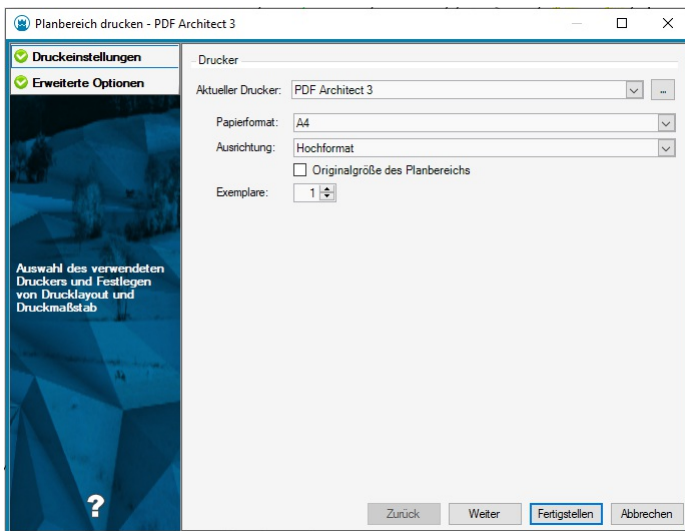 Planbereich drucken - PDF Architect 3
Druckeinstellungen
Erweiterte Optionen
Auswahl des verwendeten
Druckers und Festlegen
von Drucklayout und
Druckmaßstab
?
Drucker
Aktueller Drucker: PDF Architect 3 ...
Papierformat: A4
Ausrichtung: Hochformat
Originalgröße des Planbereichs
Exemplare: 1
Zurück Weiter Fertigstellen Abbrechen